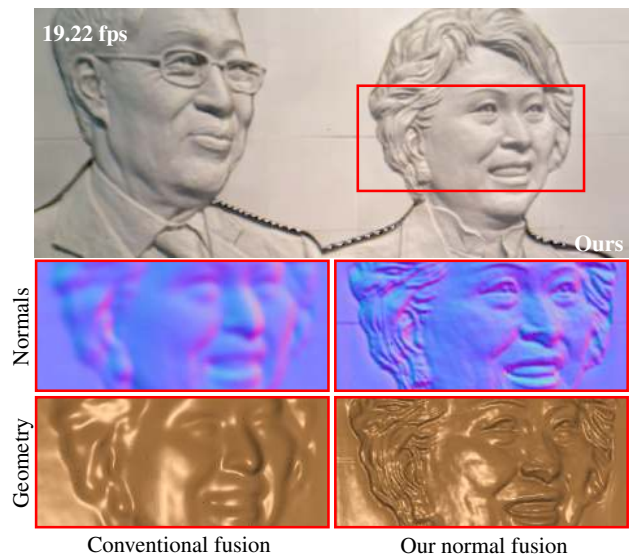 19.22 fps
Ours
Normals
Geometry
Conventional fusion
Our normal fusion